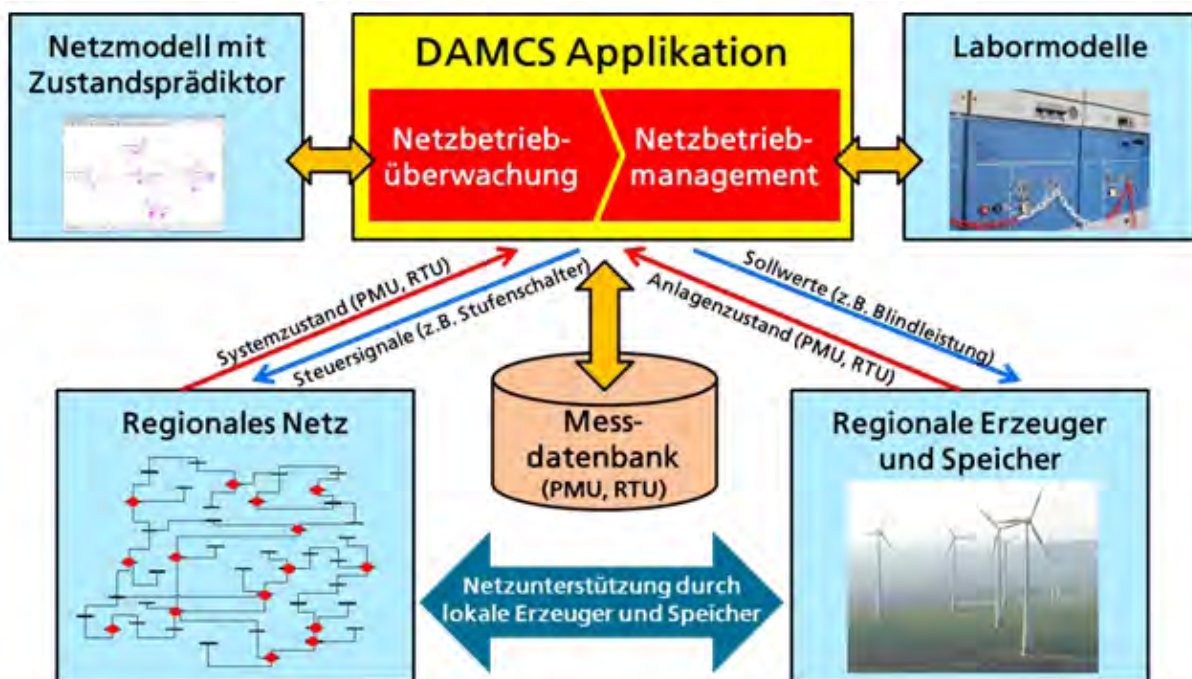 Netzmodell mit
Zustandsprädiktor
DAMCS Applikation
Netzbetrieb-
überwachung
Netzbetrieb-
management
Labormodelle
Systemzustand (PMU, RTU)
Steuersignale (z.B. Stufenschalter)
Anlagenzustand (PMU, RTU)
Sollwerte (z.B. Blindleistung)
Regionales Netz
Mess-
datenbank
(PMU, RTU)
Regionale Erzeuger
und Speicher
Netzunterstützung durch
lokale Erzeuger und Speicher